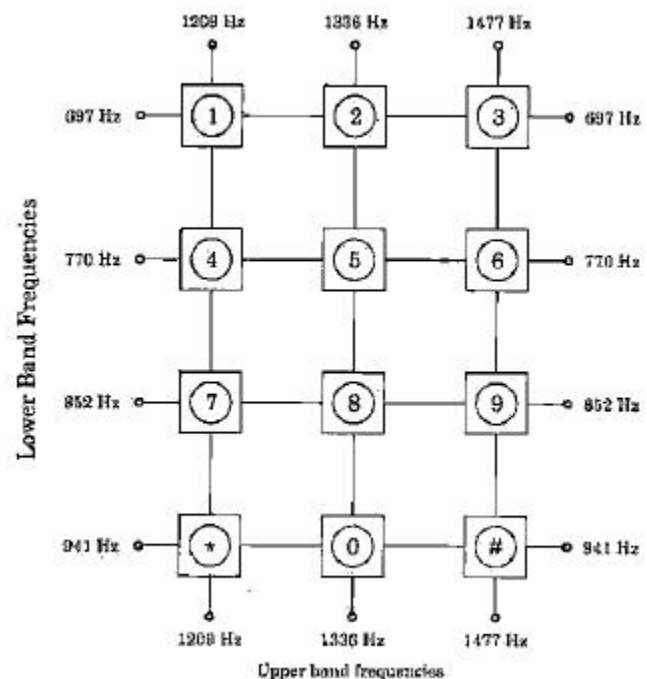 1209 Hz 1336 Hz 1477 Hz
697 Hz 1 2 3 697 Hz
Lower Band Frequencies
770 Hz 4 5 6 770 Hz
852 Hz 7 8 9 852 Hz
941 Hz * 0 # 941 Hz
1209 Hz 1336 Hz 1477 Hz
Upper band frequencies